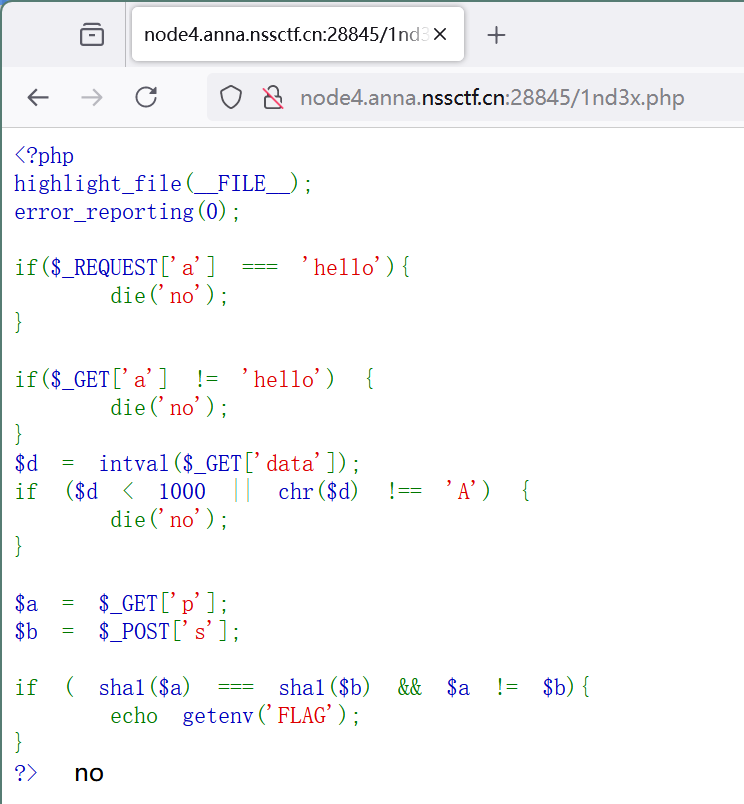 node4.anna.nssctf.cn:28845/1nd3
node4.anna.nssctf.cn:28845/1nd3x.php
<?php
highlight_file(__FILE__);
error_reporting(0);
if($_REQUEST['a'] === 'hello'){
die('no');
}
if($_GET['a'] != 'hello') {
die('no');
}
$d = intval($_GET['data']);
if ($d < 1000 || chr($d) !== 'A') {
die('no');
}
$a = $_GET['p'];
$b = $_POST['s'];
if ( sha1($a) === sha1($b) && $a != $b){
echo getenv('FLAG');
}
?> no